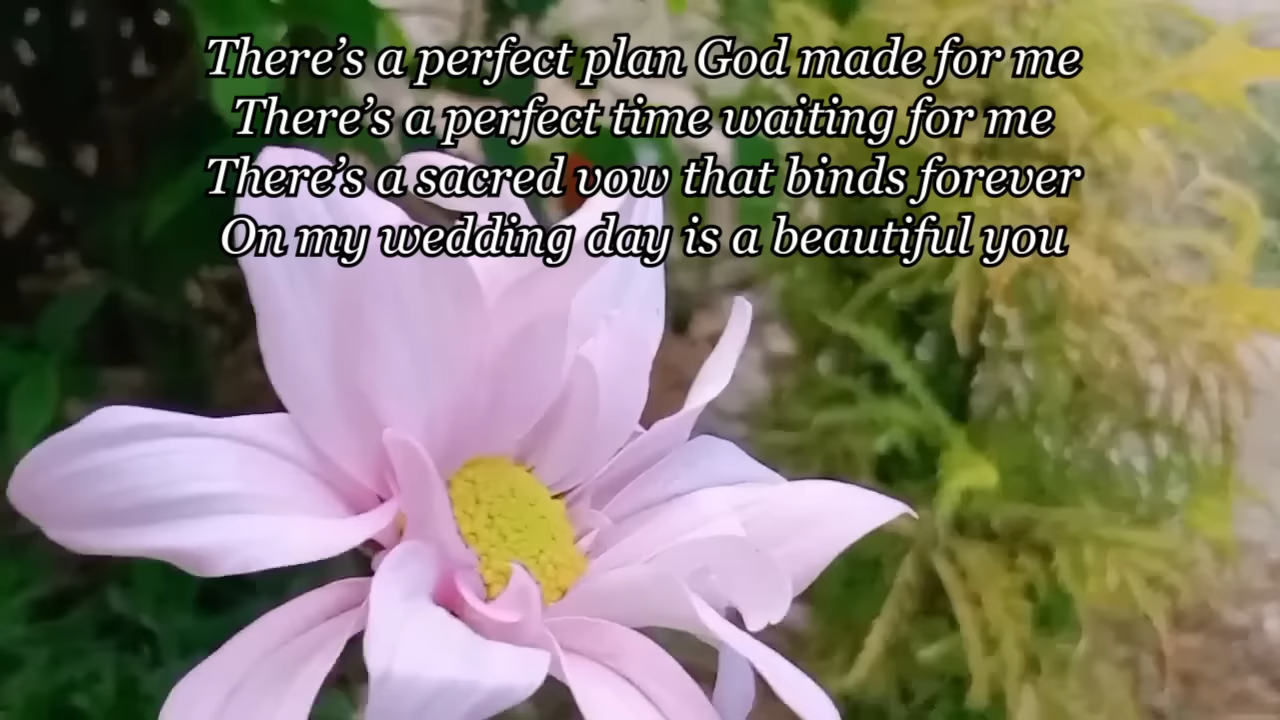 There’s a perfect plan God made for me
There’s a perfect time waiting for me
There’s a sacred vow that binds forever
On my wedding day is a beautiful you